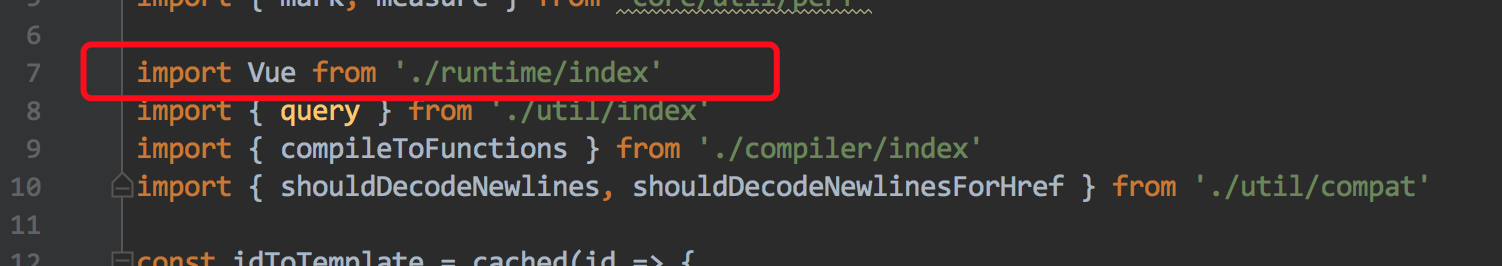 5 import { mark, measure } from 'core/util/perf'
6
7 import Vue from './runtime/index'
8 import { query } from './util/index'
9 import { compileToFunctions } from './compiler/index'
10 import { shouldDecodeNewlines, shouldDecodeNewlinesForHref } from './util/compat'
11
12 const idToTemplate = cached(id => {